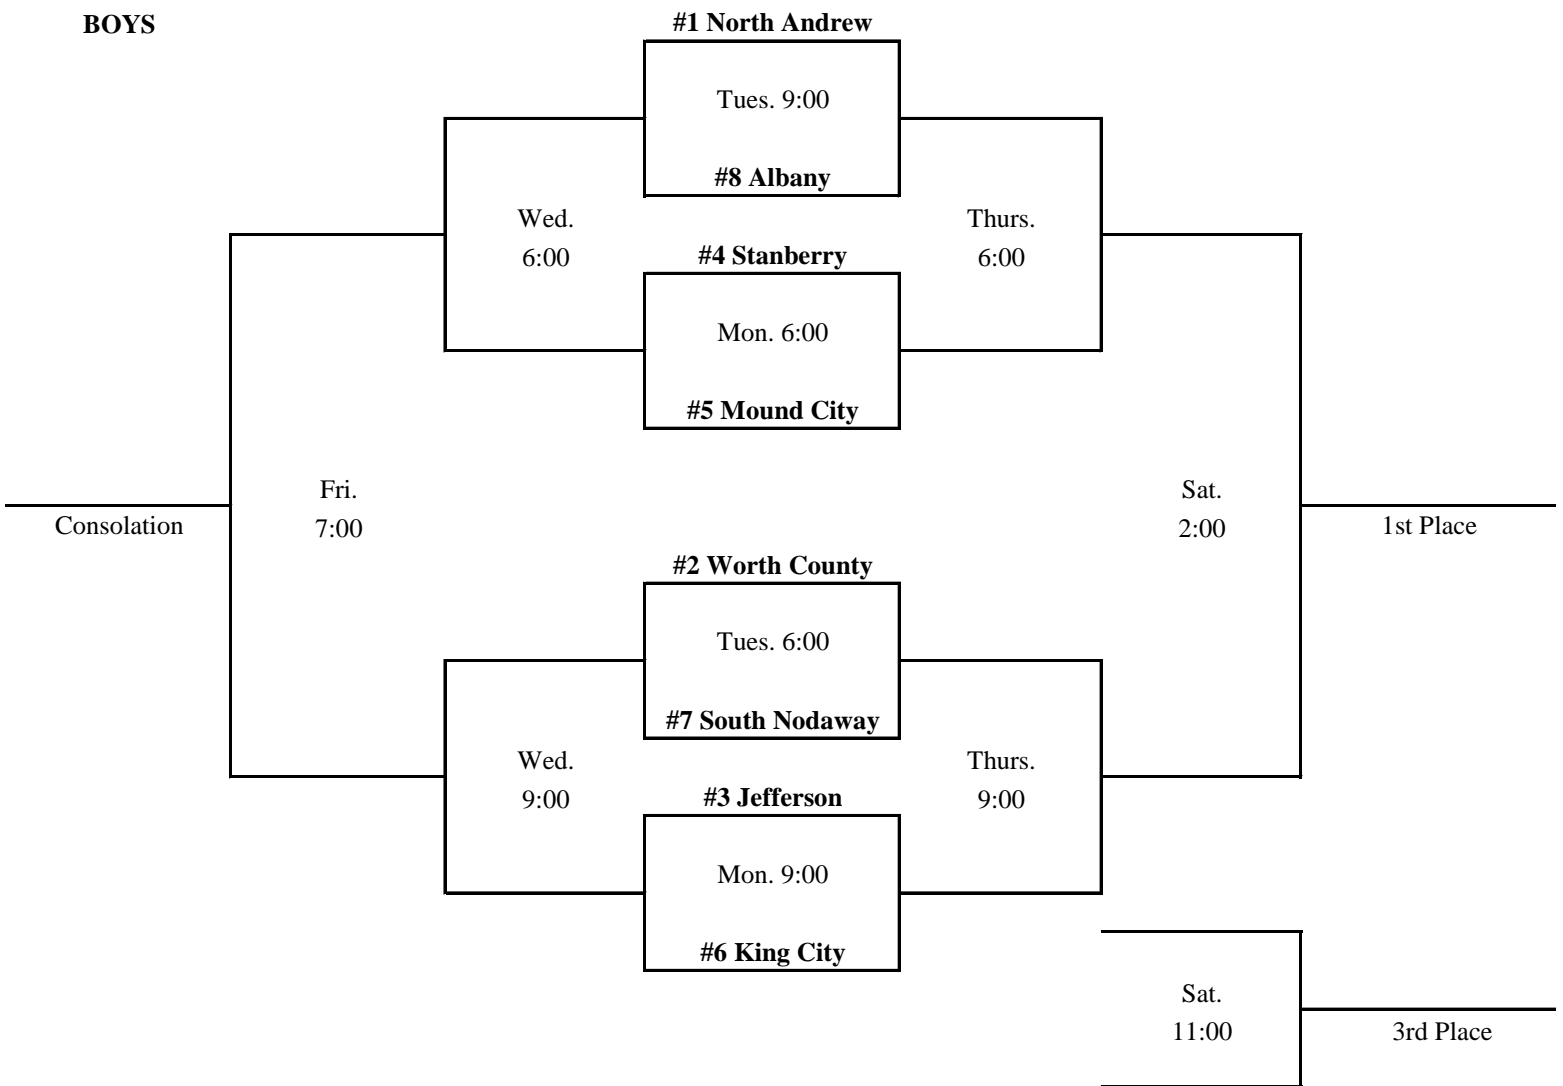 BOYS
#1 North Andrew
Tues. 9:00
#8 Albany
Wed.
6:00
Thurs.
6:00
#4 Stanberry
Mon. 6:00
#5 Mound City
Fri.
7:00
Consolation
Sat.
2:00
1st Place
#2 Worth County
Tues. 6:00
#7 South Nodaway
Wed.
9:00
Thurs.
9:00
#3 Jefferson
Mon. 9:00
#6 King City
Sat.
11:00
3rd Place